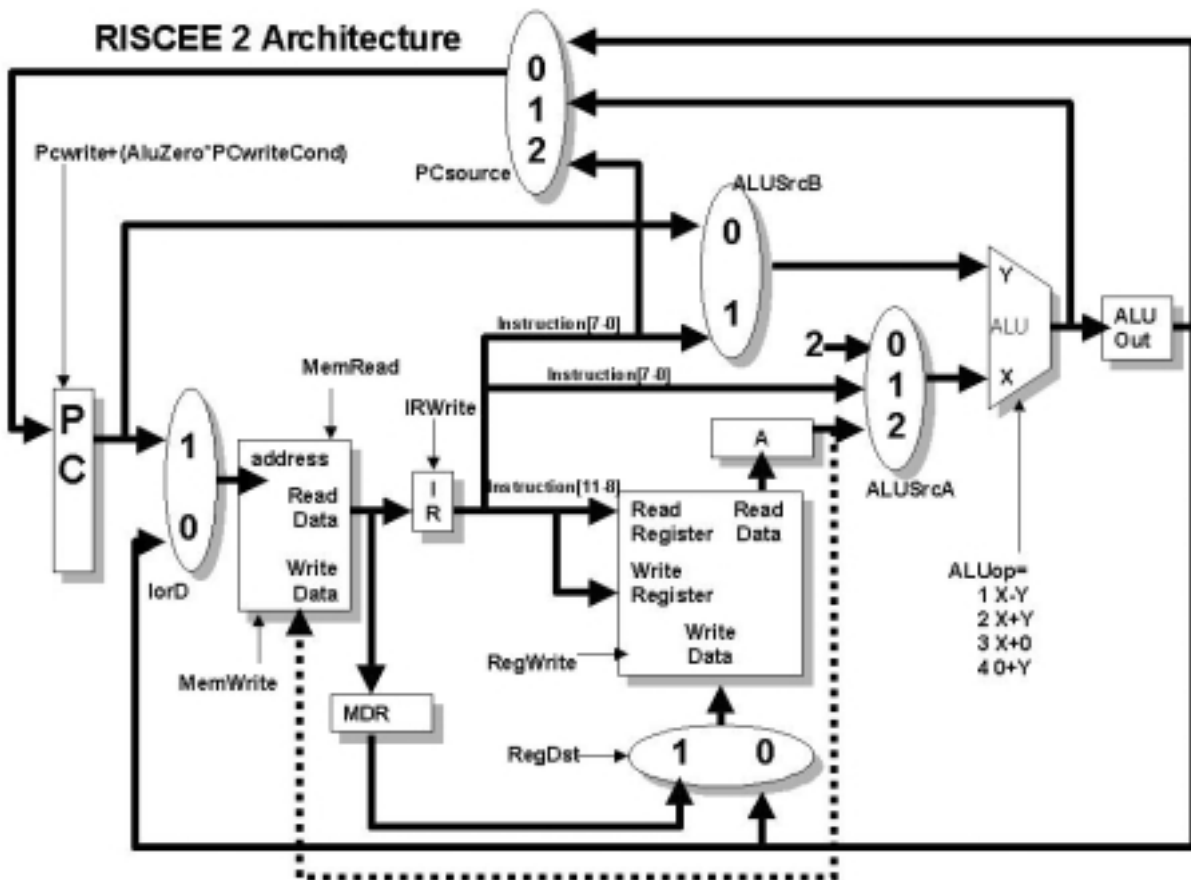 RISCEE 2 Architecture
0
1
2
PCsource
Pcwrite+(AluZero*PCwriteCond)
ALUSrcB
0
1
Y
ALU
X
ALU
Out
Instruction[7-0]
2
0
1
2
ALUSrcA
Instruction[7-0]
MemRead
IRWrite
P
C
1
0
IorD
address
Read
Data
Write
Data
MemWrite
I
R
Instruction[11-8]
A
Read
Register
Read
Data
Write
Register
Write
Data
RegWrite
ALUop=
1 X-Y
2 X+Y
3 X+0
4 0+Y
MDR
RegDst
1
0